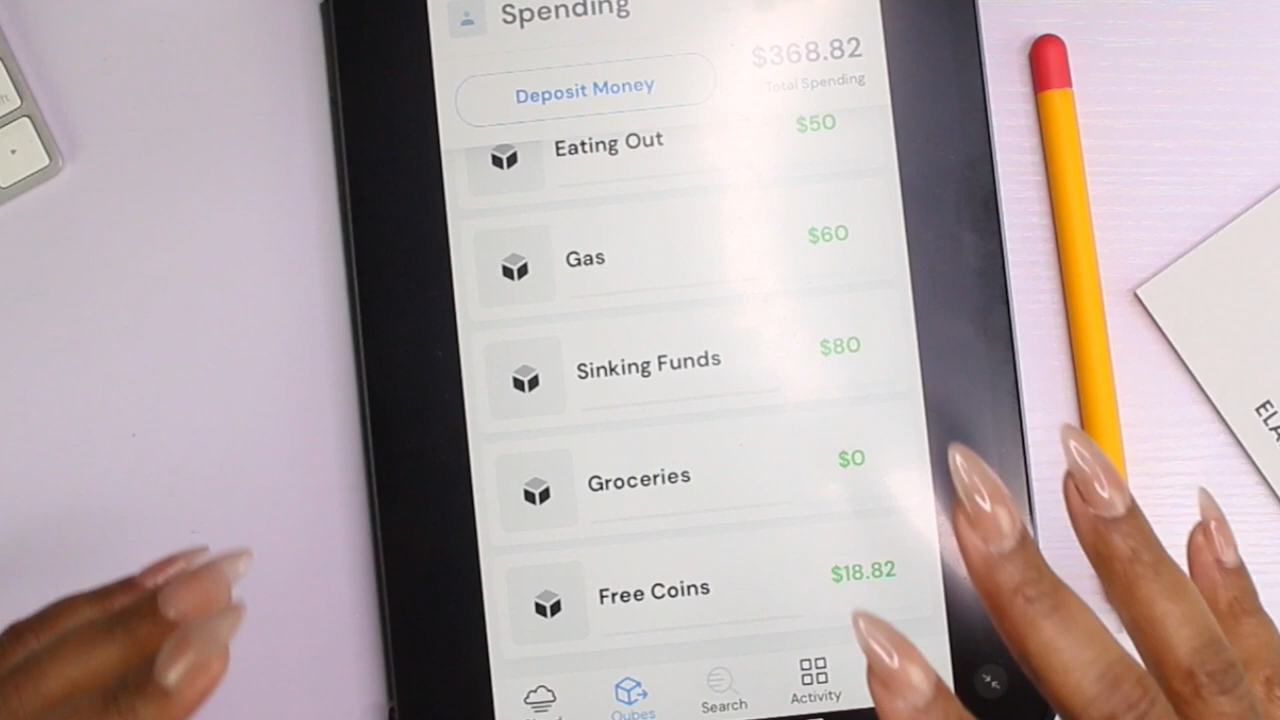 Spending
$368.82
Total Spending
Deposit Money
Eating Out $50
Gas $60
Sinking Funds $80
Groceries $0
Free Coins $18.82
Qubes
Search
Activity
ELA